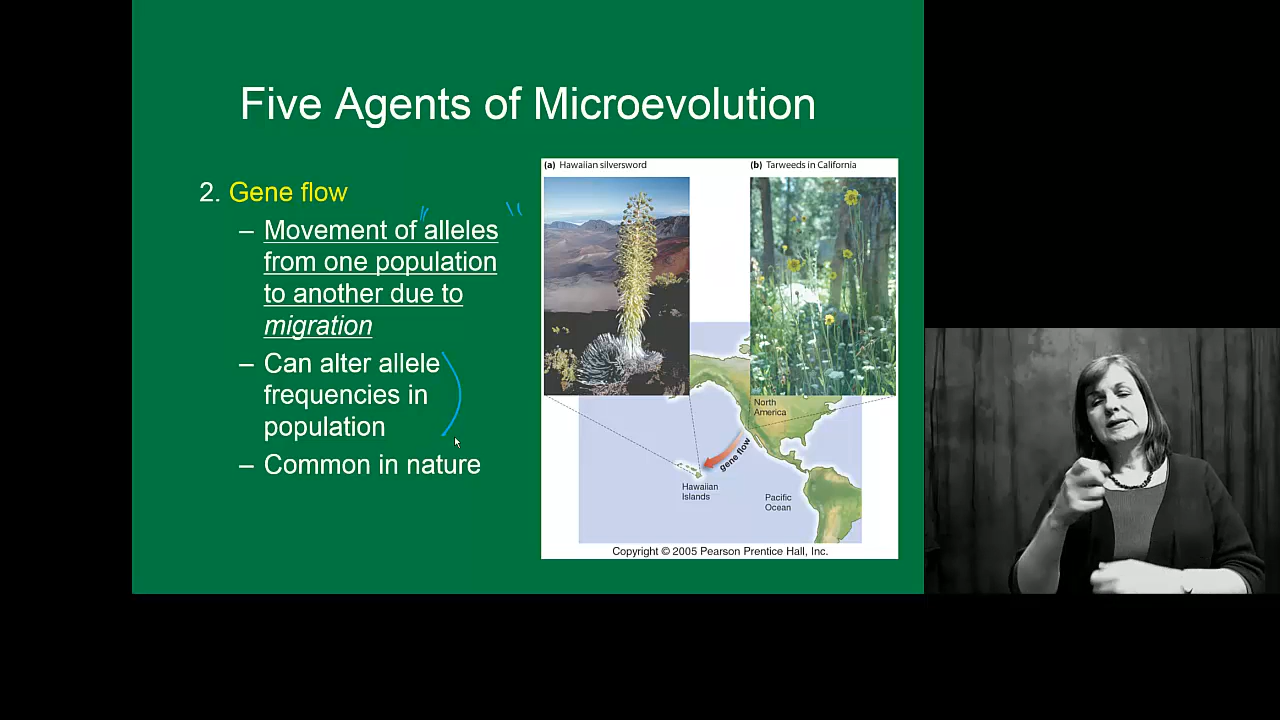 Five Agents of Microevolution
2. Gene flow
– Movement of "alleles"
from one population
to another due to
migration
– Can alter allele
frequencies in
population
– Common in nature
(a) Hawaiian silversword
(b) Tarweeds in California
North
America
gene flow
Hawaiian
Islands
Pacific
Ocean
Copyright © 2005 Pearson Prentice Hall, Inc.